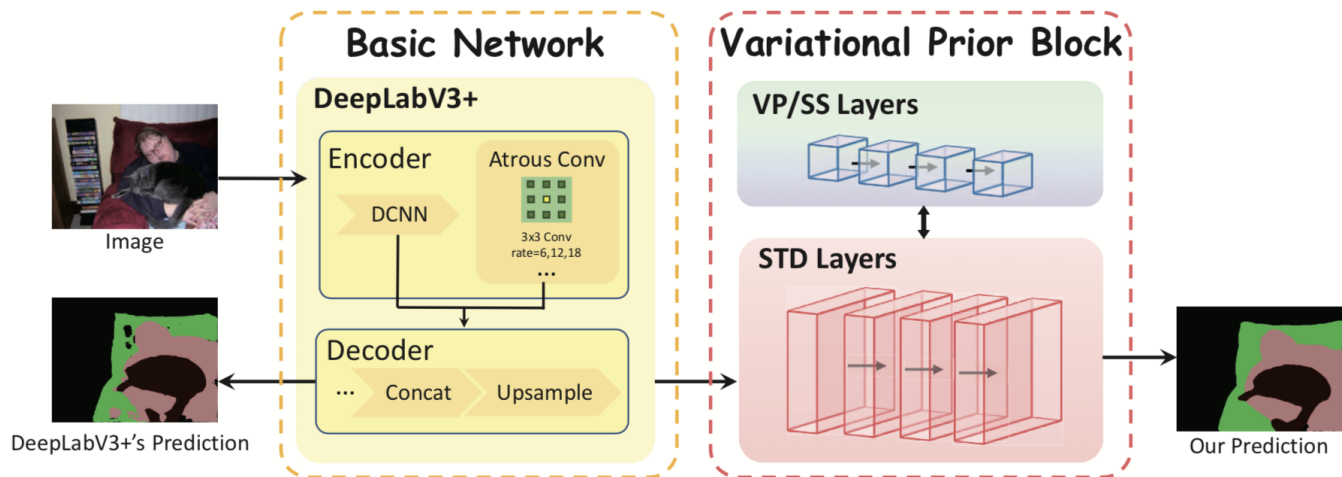 Basic Network
DeepLabV3+
Encoder
DCNN
Atrous Conv
3x3 Conv
rate=6,12,18
...
Decoder
... Concat Upsample
Image
DeepLabV3+'s Prediction
Variational Prior Block
VP/SS Layers
STD Layers
Our Prediction